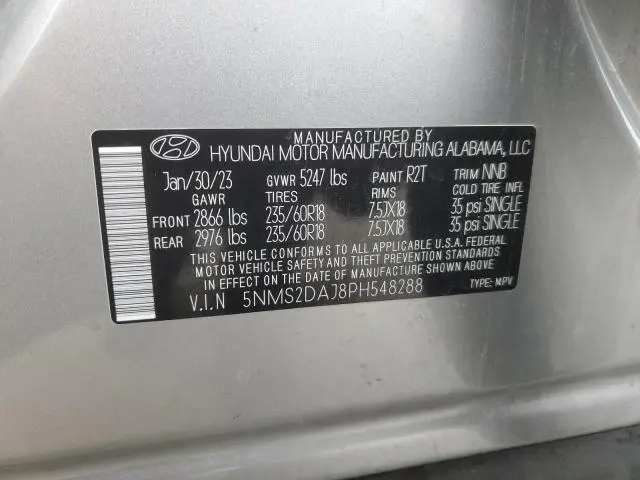 MANUFACTURED BY
HYUNDAI MOTOR MANUFACTURING ALABAMA, LLC
Jan/30/23 GVWR 5247 lbs PAINT R2T TRIM NNB
GAWR TIRES RIMS COLD TIRE INFL
FRONT 2866 lbs 235/60R18 7.5JX18 35 psi SINGLE
REAR 2976 lbs 235/60R18 7.5JX18 35 psi SINGLE
THIS VEHICLE CONFORMS TO ALL APPLICABLE U.S.A. FEDERAL
MOTOR VEHICLE SAFETY AND THEFT PREVENTION STANDARDS
IN EFFECT ON THE DATE OF MANUFACTURE SHOWN ABOVE.
V.I.N 5NMS2DAJ8PH548288 TYPE: MPV